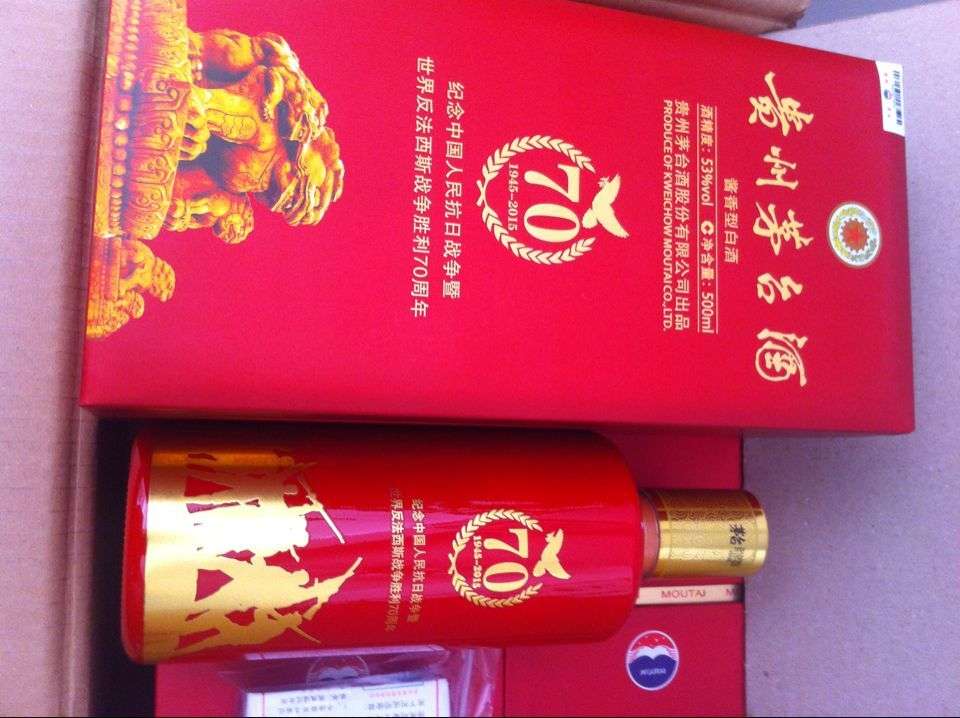 贵州茅台酒
酱香型白酒
酒精度：53%vol 净含量：500ml
贵州茅台酒股份有限公司出品
PRODUCE OF KWEICHOW MOUTAI CO.,LTD.
70
1945-2015
纪念中国人民抗日战争暨
世界反法西斯战争胜利70周年
茅台
70
1945-2015
纪念中国人民抗日战争暨
世界反法西斯战争胜利70周年
MOUTAI
M